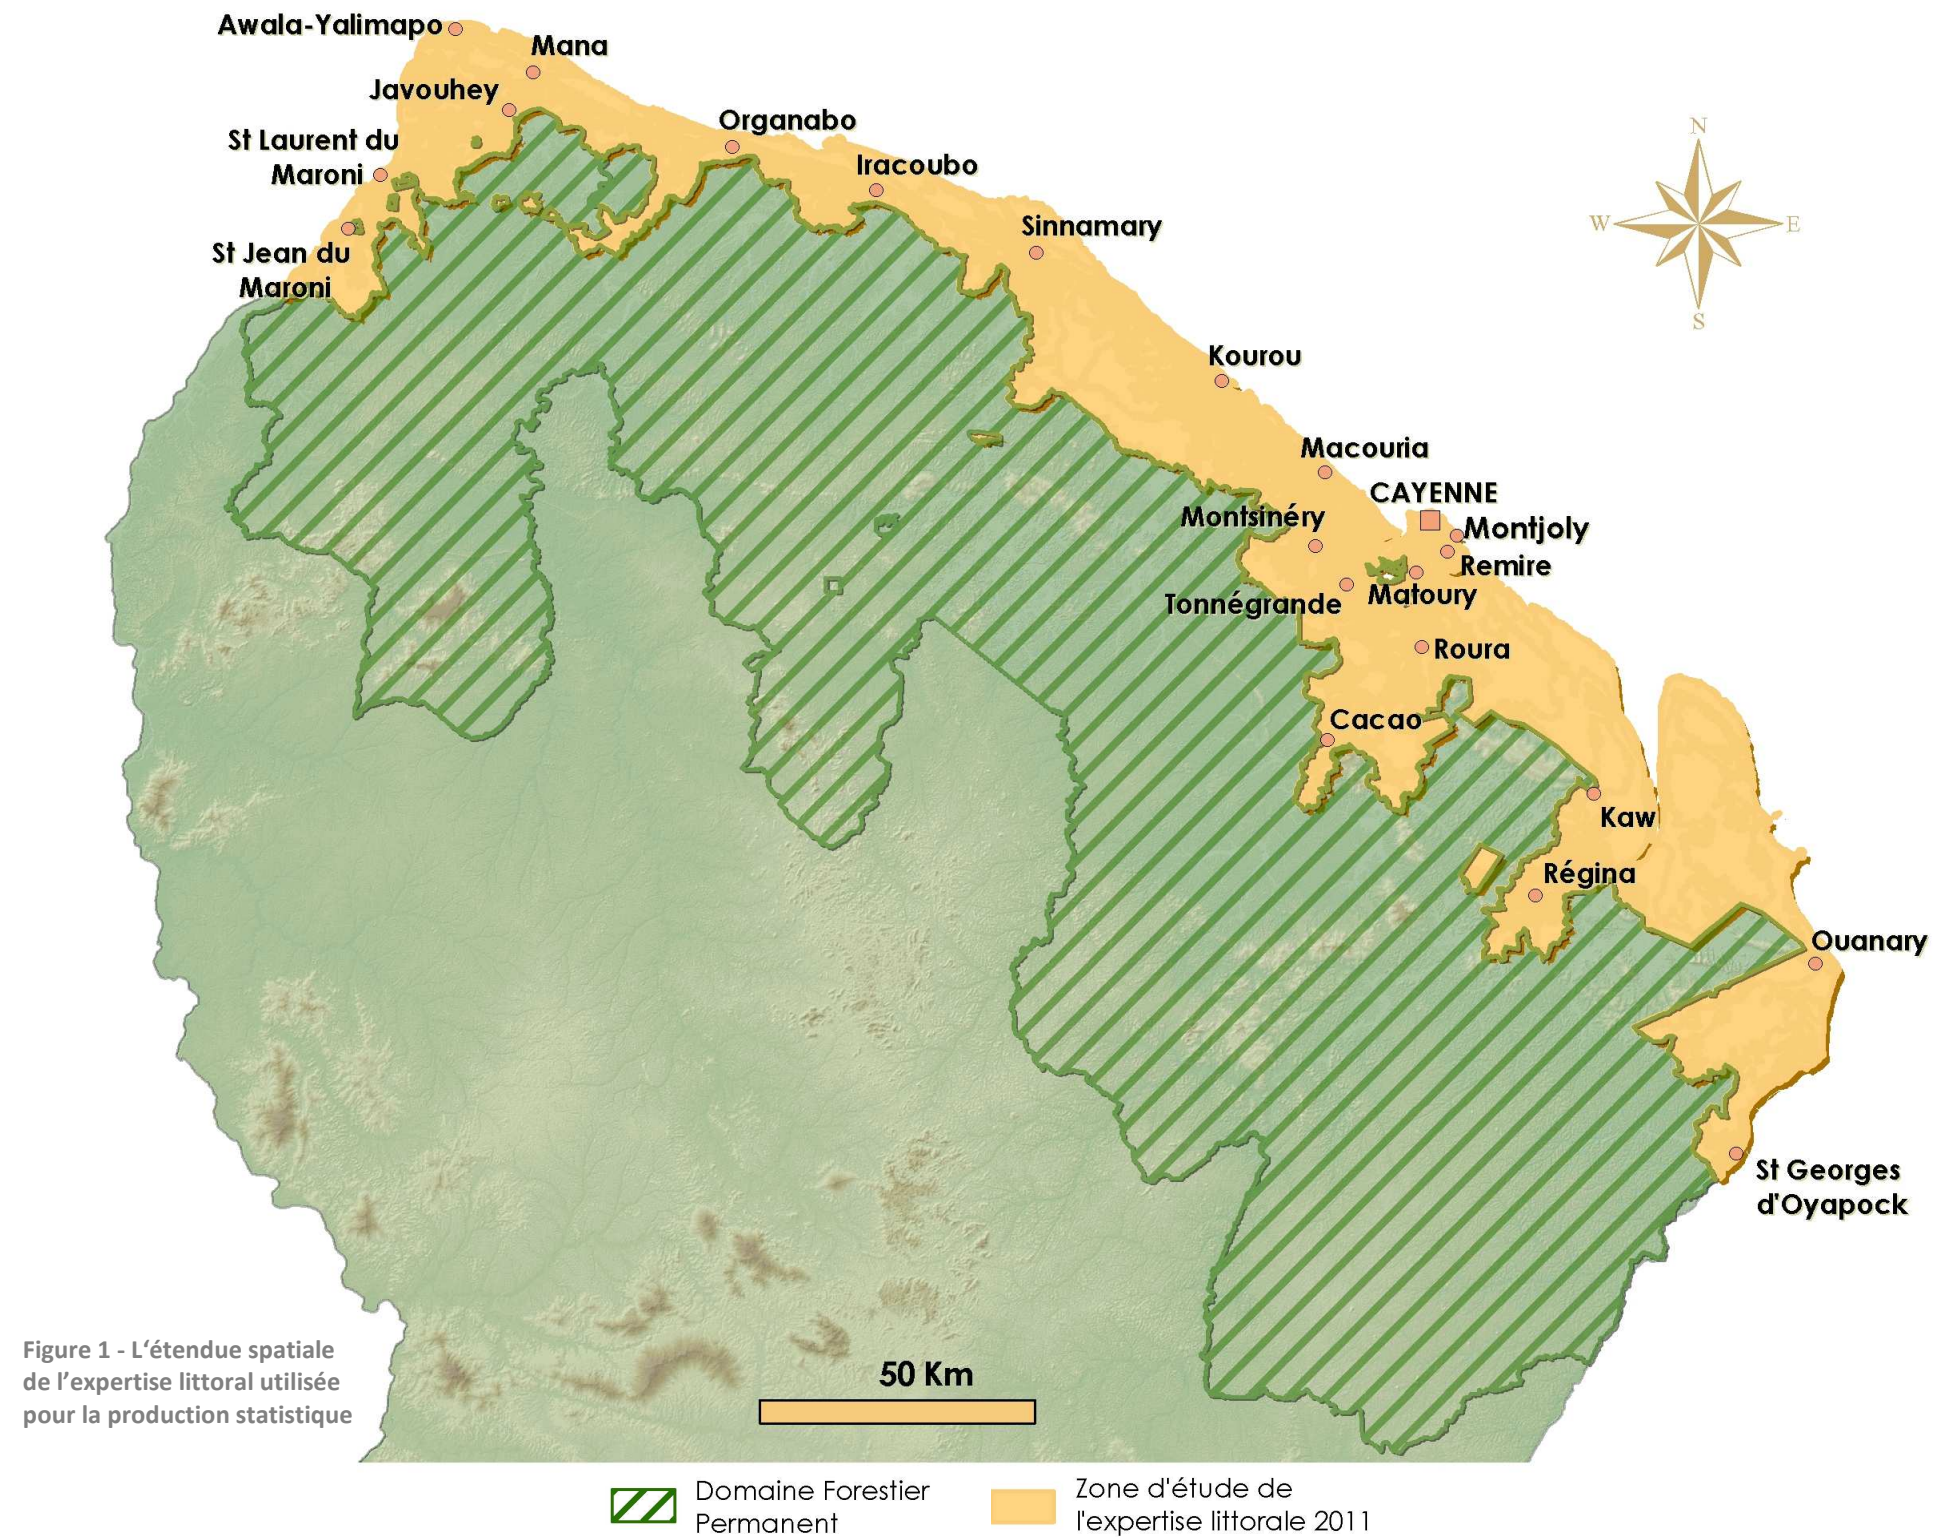 Awala-Yalimapo
Mana
Javouhey
Organabo
St Laurent du
Maroni
Iracoubo
Sinnamary
St Jean du
Maroni
N
W
E
S
Kourou
Macouria
CAYENNE
Montsinéry
Montjoly
Remire
Matoury
Tonnégrande
Roura
Cacao
Kaw
Régina
Ouanary
St Georges
d'Oyapock
Figure 1 - L‘étendue spatiale
de l’expertise littoral utilisée
pour la production statistique
50 Km
Domaine Forestier
Permanent
Zone d'étude de
l'expertise littorale 2011